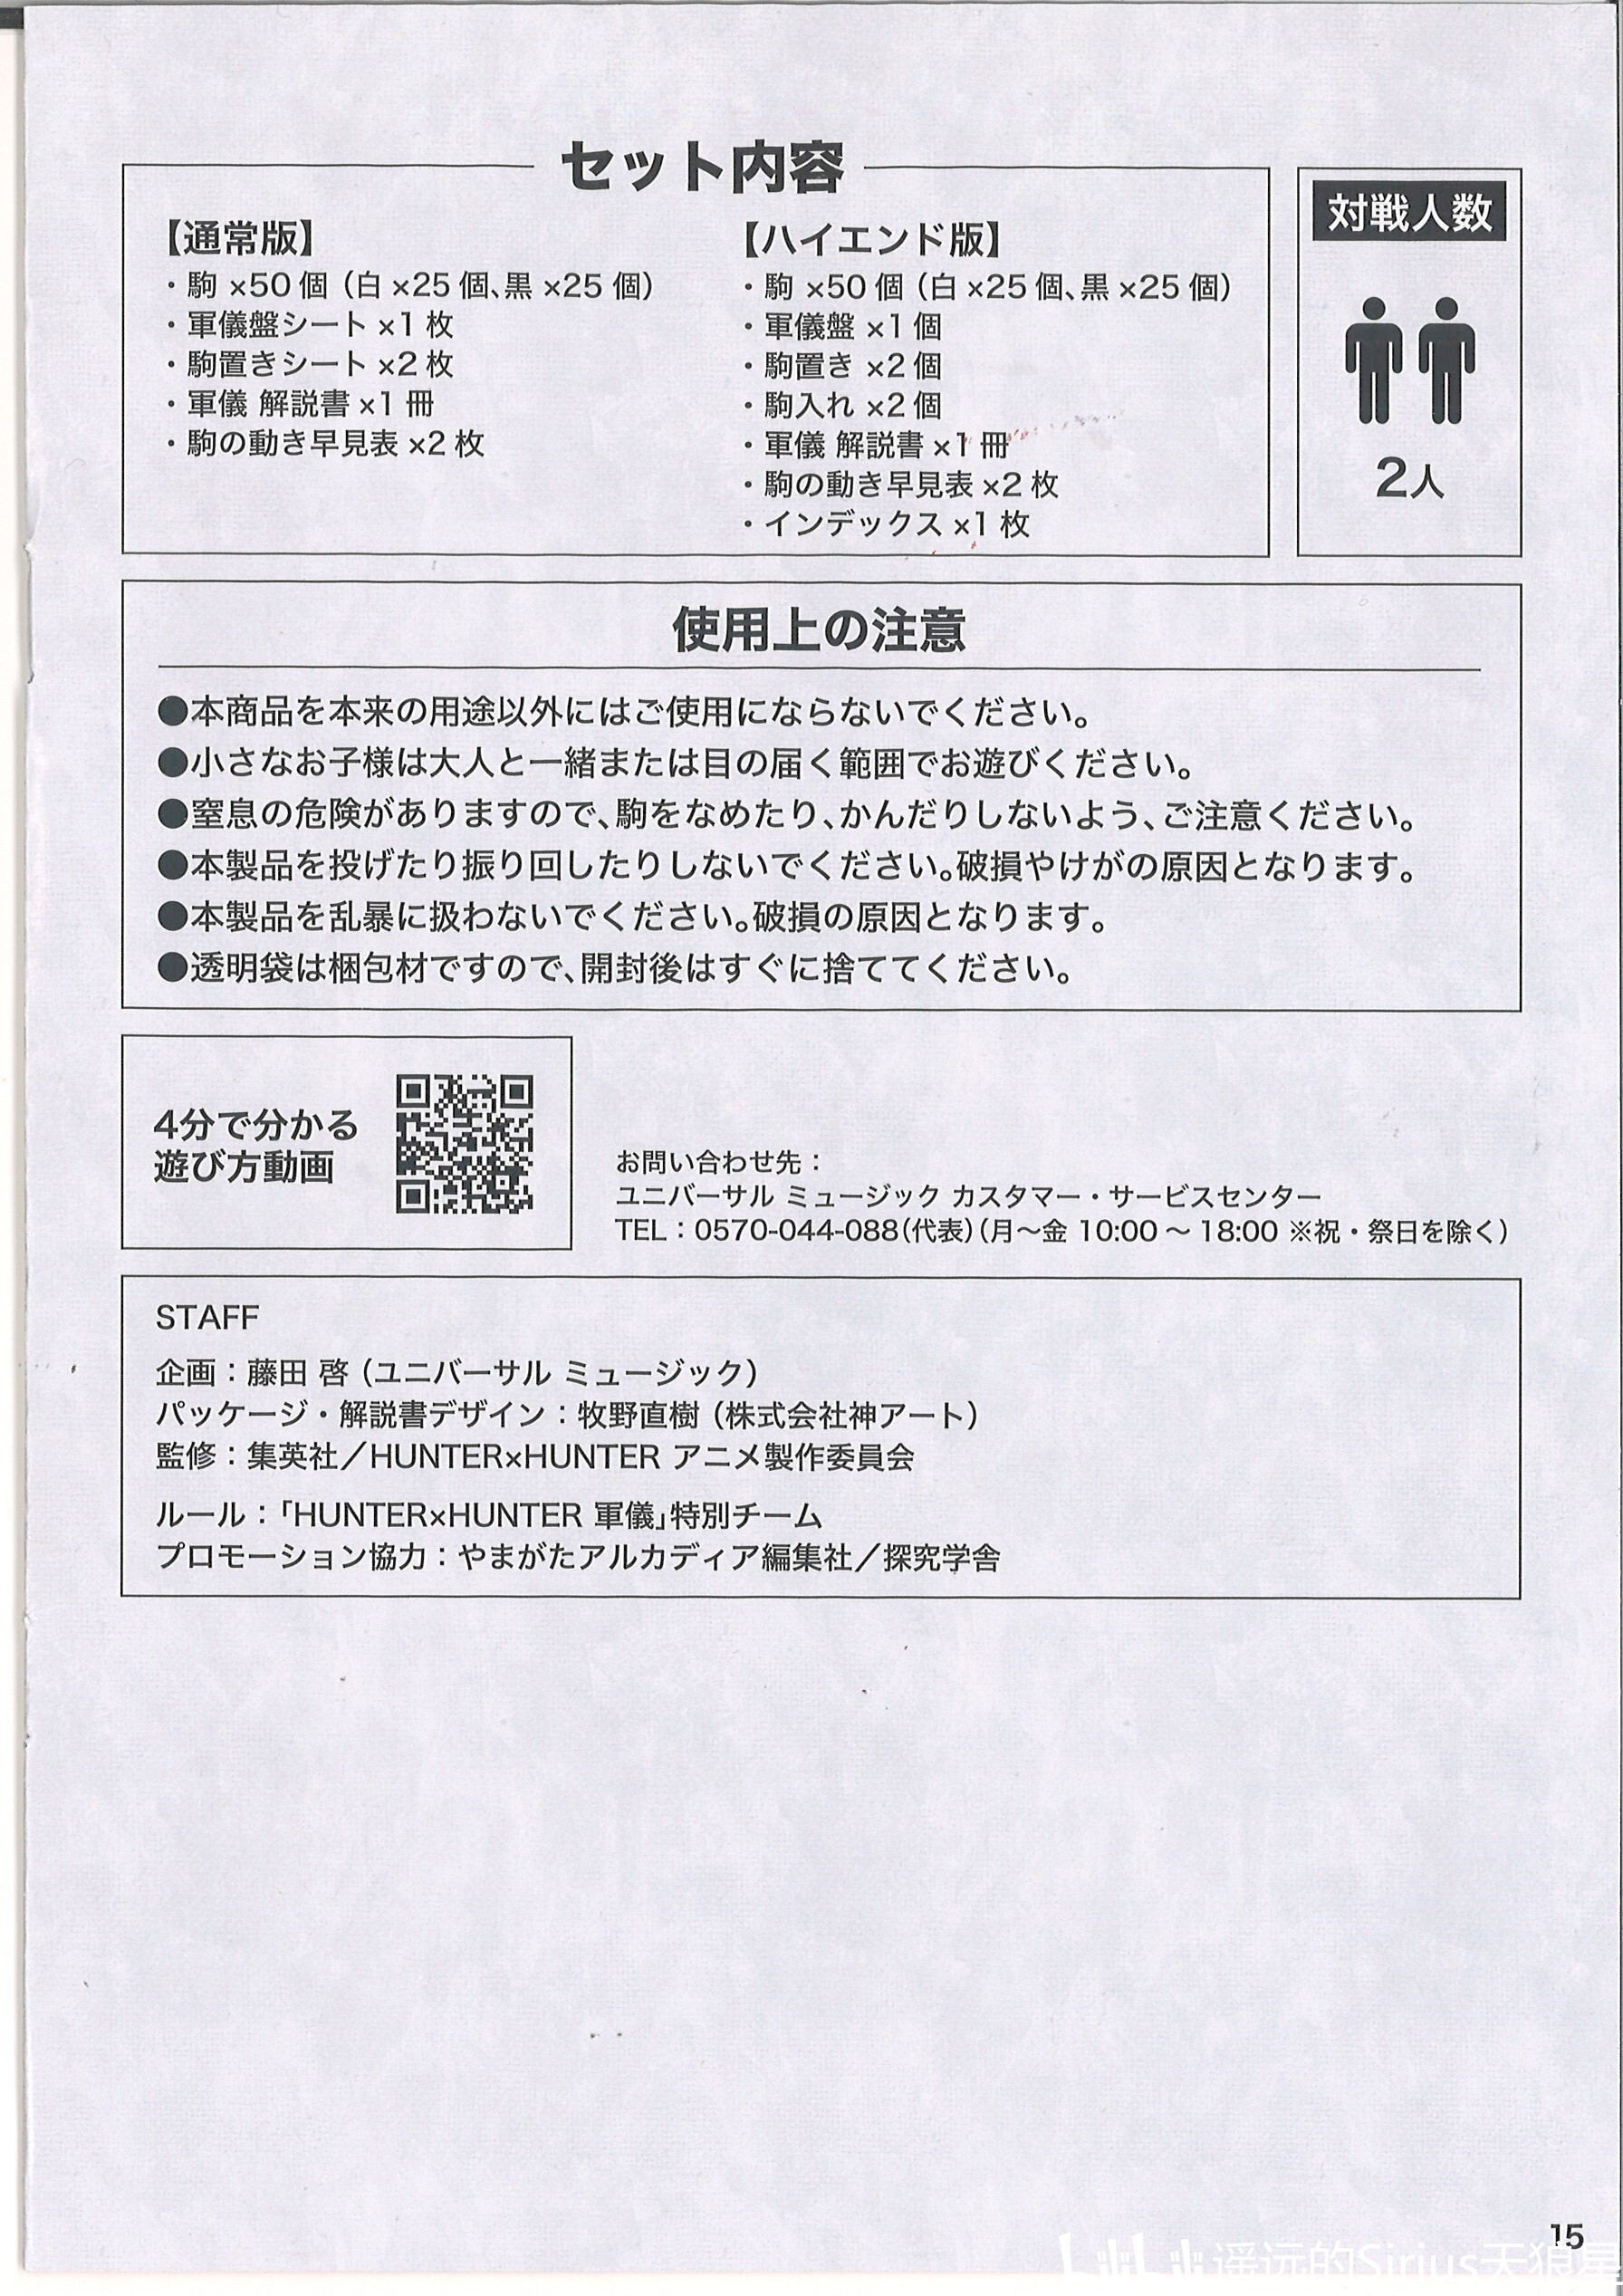 セット内容
【通常版】
・駒 ×50 個（白 ×25 個、黒 ×25 個）
・軍儀盤シート ×1 枚
・駒置きシート ×2 枚
・軍儀 解説書 ×1 冊
・駒の動き早見表 ×2 枚
【ハイエンド版】
・駒 ×50 個（白 ×25 個、黒 ×25 個）
・軍儀盤 ×1 個
・駒置き ×2 個
・駒入れ ×2 個
・軍儀 解説書 ×1 冊
・駒の動き早見表 ×2 枚
・インデックス ×1 枚
対戦人数
2人
使用上の注意
●本商品を本来の用途以外にはご使用にならないでください。
●小さなお子様は大人と一緒または目の届く範囲でお遊びください。
●窒息の危険がありますので、駒をなめたり、かんだりしないよう、ご注意ください。
●本製品を投げたり振り回したりしないでください。破損やけがの原因となります。
●本製品を乱暴に扱わないでください。破損の原因となります。
●透明袋は梱包材ですので、開封後はすぐに捨ててください。
4分で分かる
遊び方動画
お問い合わせ先：
ユニバーサル ミュージック カスタマー・サービスセンター
TEL：0570-044-088（代表）（月〜金 10:00 〜 18:00 ※祝・祭日を除く）
STAFF
企画：藤田 啓（ユニバーサル ミュージック）
パッケージ・解説書デザイン：牧野直樹（株式会社神アート）
監修：集英社／HUNTER×HUNTER アニメ製作委員会
ルール：「HUNTER×HUNTER 軍儀」特別チーム
プロモーション協力：やまがたアルカディア編集社／探究学舎
15
遥远的Sirius天狼星